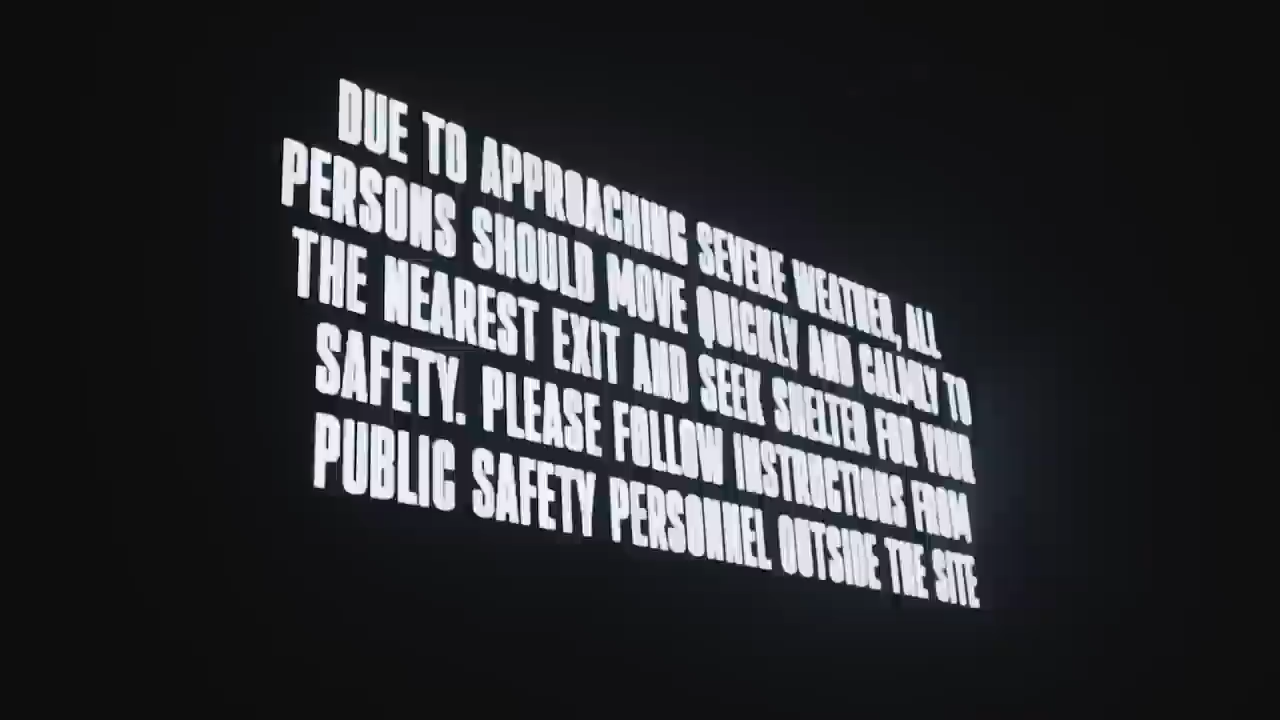 DUE TO APPROACHING SEVERE WEATHER, ALL
PERSONS SHOULD MOVE QUICKLY AND CALMLY TO
THE NEAREST EXIT AND SEEK SHELTER FOR YOUR
SAFETY. PLEASE FOLLOW INSTRUCTIONS FROM
PUBLIC SAFETY PERSONNEL OUTSIDE THE SITE